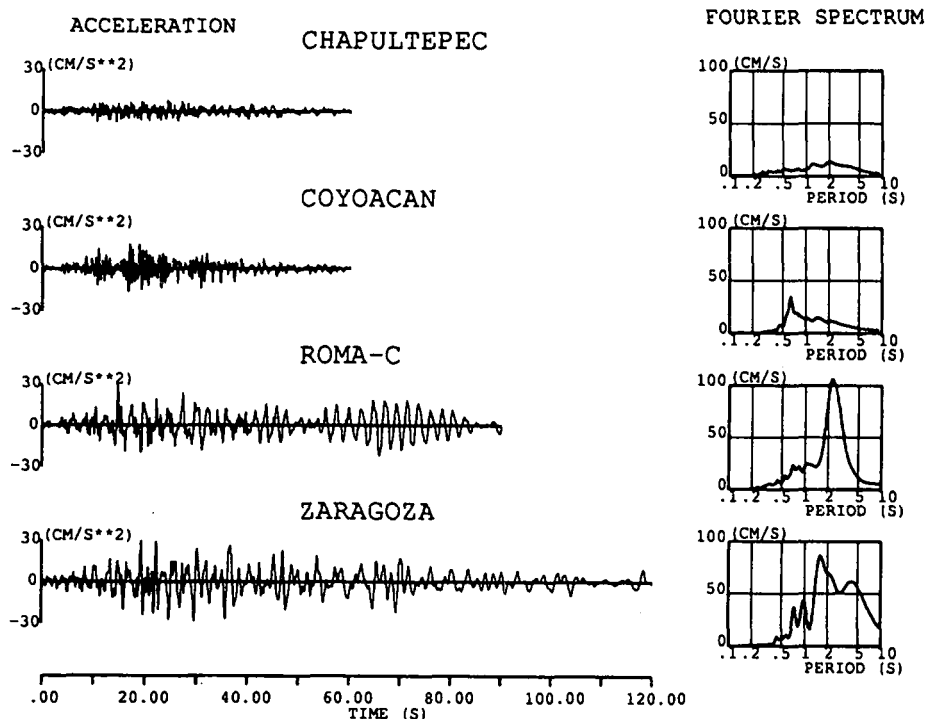 ACCELERATION
FOURIER SPECTRUM
CHAPULTEPEC
30 (CM/S**2)
0
-30
100 (CM/S)
50
0
.1 .2 .5 1 2 5 10
PERIOD (S)
COYOACAN
30 (CM/S**2)
0
-30
100 (CM/S)
50
0
.1 .2 .5 1 2 5 10
PERIOD (S)
ROMA-C
30 (CM/S**2)
0
-30
100 (CM/S)
50
0
.1 .2 .5 1 2 5 10
PERIOD (S)
ZARAGOZA
30 (CM/S**2)
0
-30
100 (CM/S)
50
0
.1 .2 .5 1 2 5 10
PERIOD (S)
.00 20.00 40.00 60.00 80.00 100.00 120.00
TIME (S)